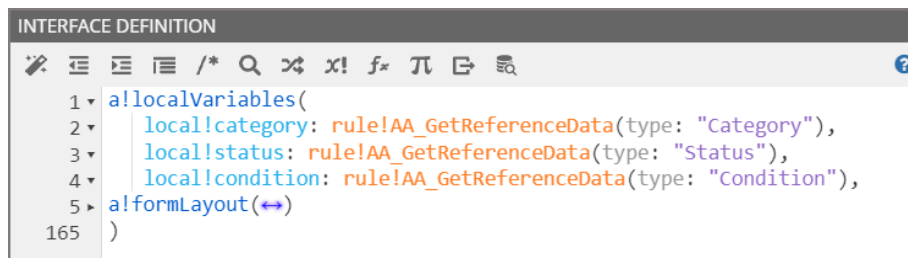 INTERFACE DEFINITION
/* x! fx π ?
1 a!localVariables(
2 local!category: rule!AA_GetReferenceData(type: "Category"),
3 local!status: rule!AA_GetReferenceData(type: "Status"),
4 local!condition: rule!AA_GetReferenceData(type: "Condition"),
5 a!formLayout(↔)
165 )